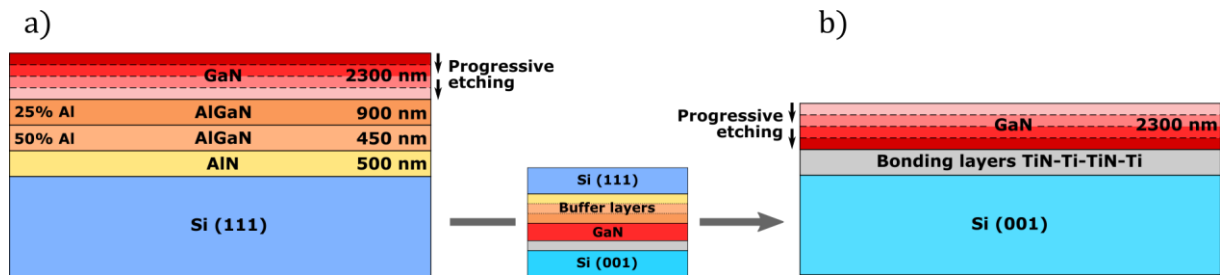 a)
GaN 2300 nm
Progressive
etching
25% Al AlGaN 900 nm
50% Al AlGaN 450 nm
AlN 500 nm
Si (111)
Si (111)
Buffer layers
GaN
Si (001)
b)
Progressive
etching
GaN 2300 nm
Bonding layers TiN-Ti-TiN-Ti
Si (001)